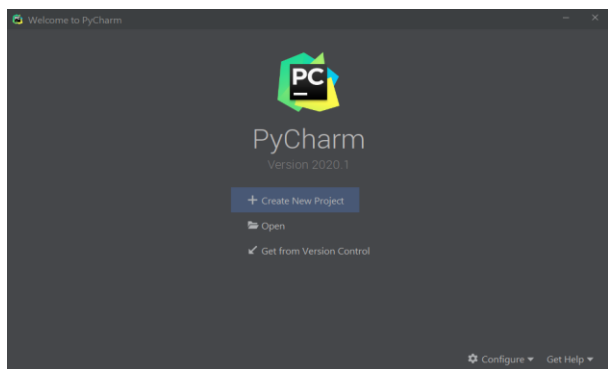 Welcome to PyCharm
PC
PyCharm
Version 2020.1
+ Create New Project
Open
Get from Version Control
Configure Get Help